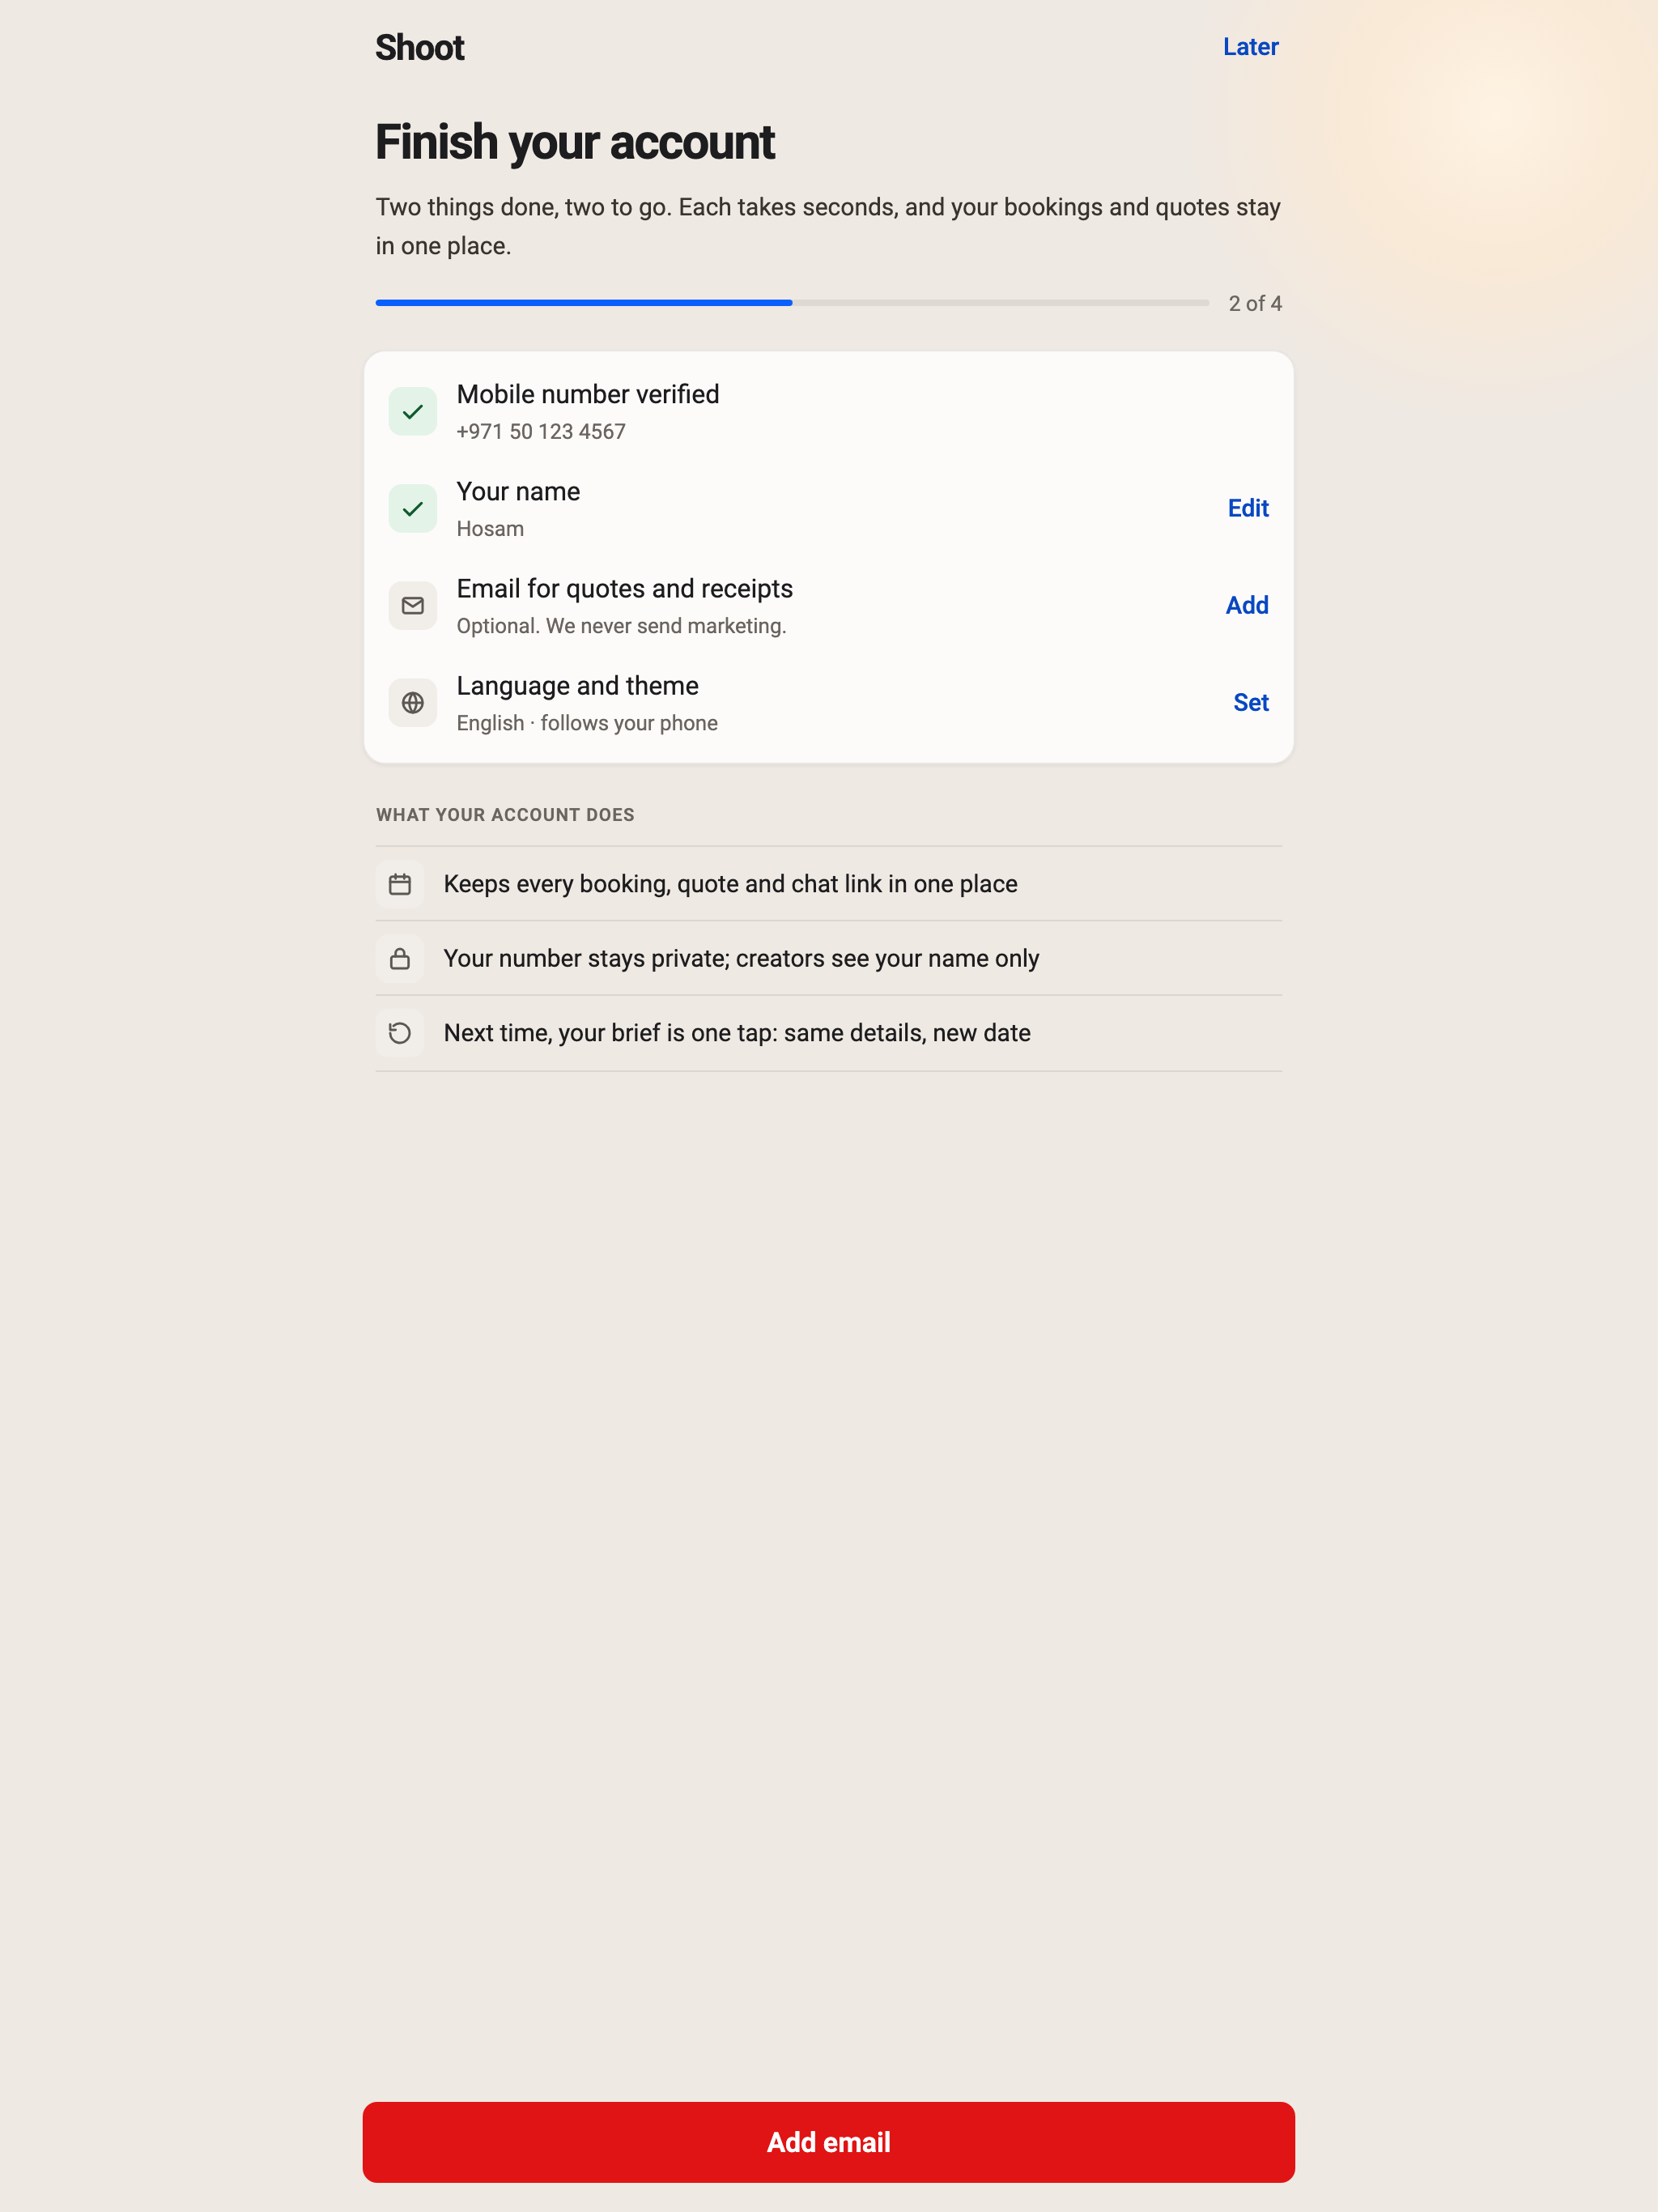 Shoot
Later
Finish your account
Two things done, two to go. Each takes seconds, and your bookings and quotes stay
in one place.
2 of 4
Mobile number verified
+971 50 123 4567
Your name
Hosam
Edit
Email for quotes and receipts
Optional. We never send marketing.
Add
Language and theme
English · follows your phone
Set
WHAT YOUR ACCOUNT DOES
Keeps every booking, quote and chat link in one place
Your number stays private; creators see your name only
Next time, your brief is one tap: same details, new date
Add email